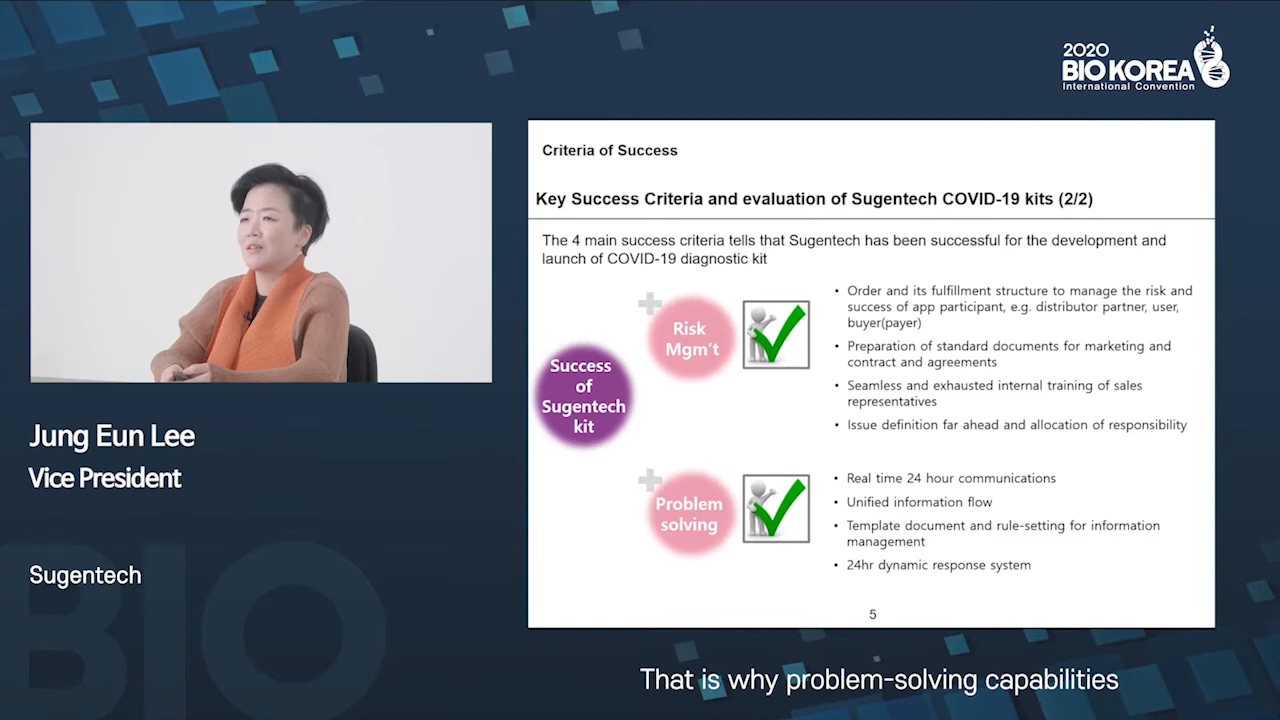 2020
BIO KOREA
International Convention
Criteria of Success
Key Success Criteria and evaluation of Sugentech COVID-19 kits (2/2)
The 4 main success criteria tells that Sugentech has been successful for the development and
launch of COVID-19 diagnostic kit
Success
of
Sugentech
kit
Risk
Mgm't
• Order and its fulfillment structure to manage the risk and
success of app participant, e.g. distributor partner, user,
buyer(payer)
• Preparation of standard documents for marketing and
contract and agreements
• Seamless and exhausted internal training of sales
representatives
• Issue definition far ahead and allocation of responsibility
Problem
solving
• Real time 24 hour communications
• Unified information flow
• Template document and rule-setting for information
management
• 24hr dynamic response system
5
Jung Eun Lee
Vice President
Sugentech
BIO
That is why problem-solving capabilities